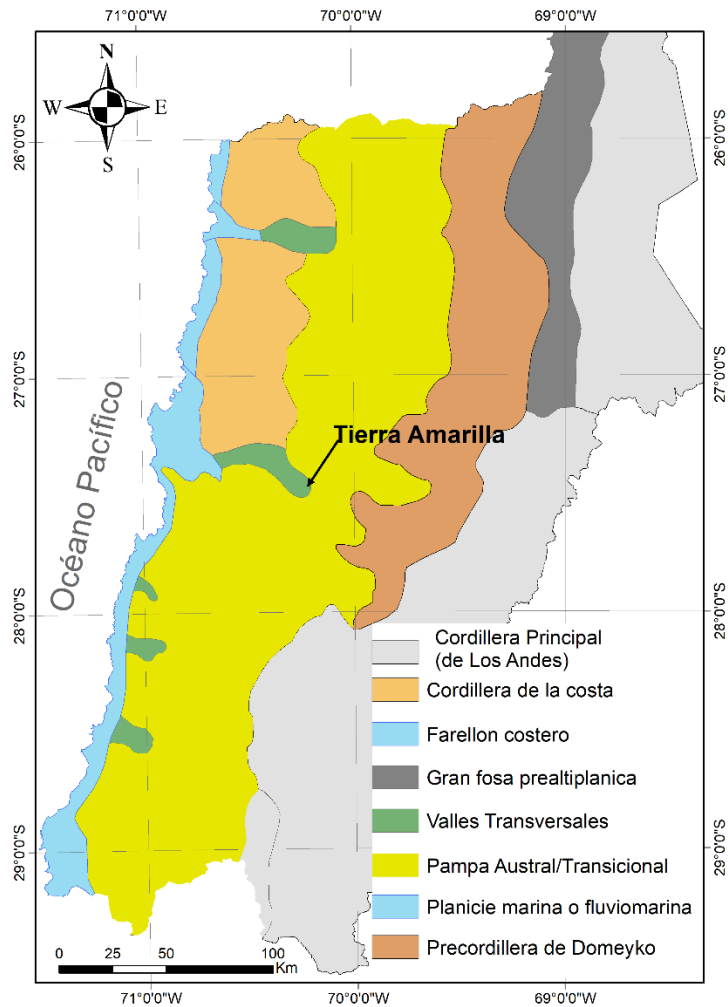 71°0'0"W 70°0'0"W 69°0'0"W
N
W E
S
26°0'0"S 26°0'0"S
27°0'0"S 27°0'0"S
Tierra Amarilla
Océano Pacífico
28°0'0"S 28°0'0"S
Cordillera Principal
(de Los Andes)
Cordillera de la costa
Farellon costero
Gran fosa prealtiplanica
Valles Transversales
29°0'0"S 29°0'0"S
Pampa Austral/Transicional
Planicie marina o fluviomarina
Precordillera de Domeyko
0 25 50 100
Km
71°0'0"W 70°0'0"W 69°0'0"W